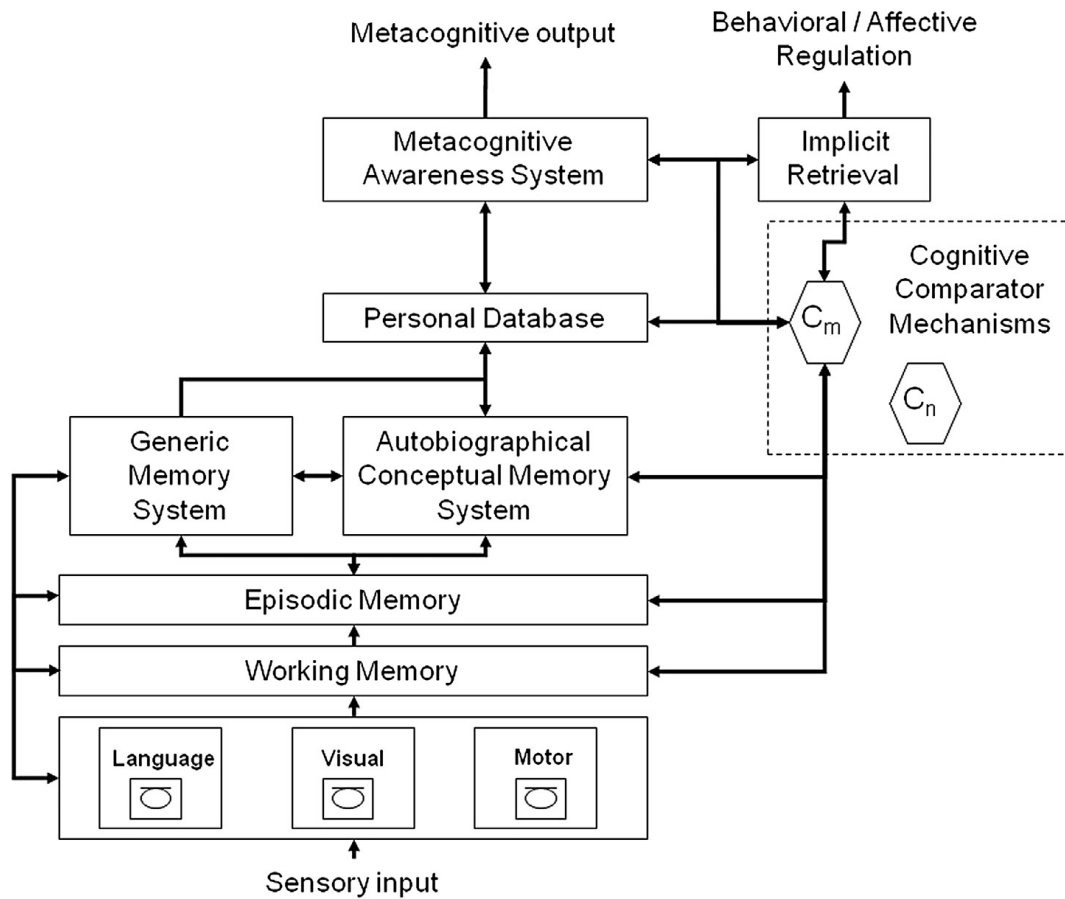 Metacognitive output
Behavioral / Affective
Regulation
Metacognitive
Awareness System
Implicit
Retrieval
Cognitive
Comparator
Mechanisms
Personal Database
Cm
Cn
Generic
Memory
System
Autobiographical
Conceptual Memory
System
Episodic Memory
Working Memory
Language
Visual
Motor
Sensory input